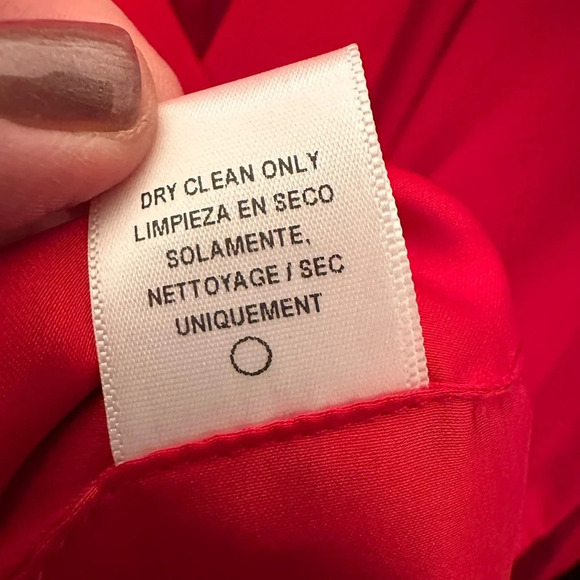 DRY CLEAN ONLY
LIMPIEZA EN SECO
SOLAMENTE,
NETTOYAGE / SEC
UNIQUEMENT